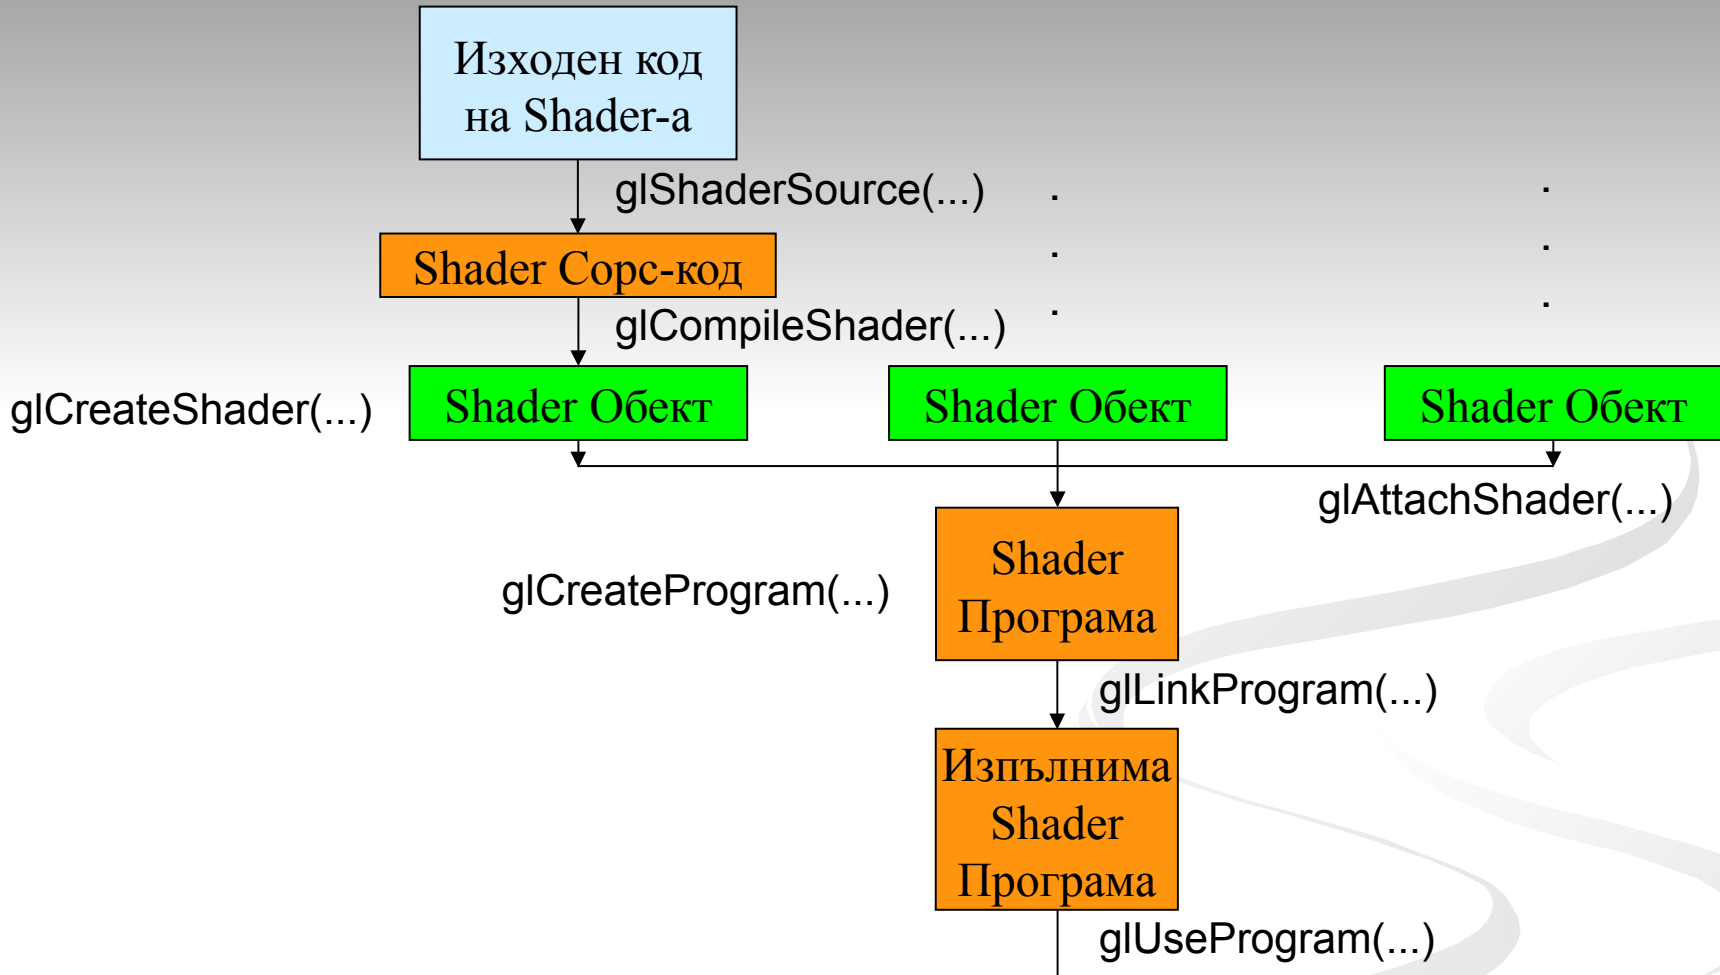 Изходен код
на Shader-а
glShaderSource(...)
Shader Сорс-код
glCompileShader(...)
glCreateShader(...)
Shader Обект
Shader Обект
Shader Обект
glAttachShader(...)
glCreateProgram(...)
Shader
Програма
glLinkProgram(...)
Изпълнима
Shader
Програма
glUseProgram(...)